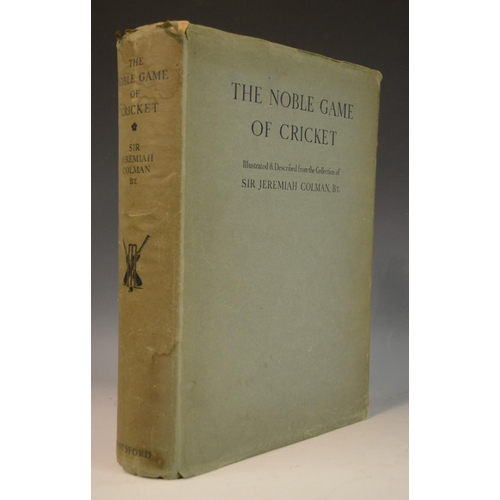 THE
NOBLE GAME
OF
CRICKET
SIR
JEREMIAH
COLMAN
BT.
BATSFORD
THE NOBLE GAME
OF CRICKET
Illustrated & Described from the Collection of
SIR JEREMIAH COLMAN, BT.